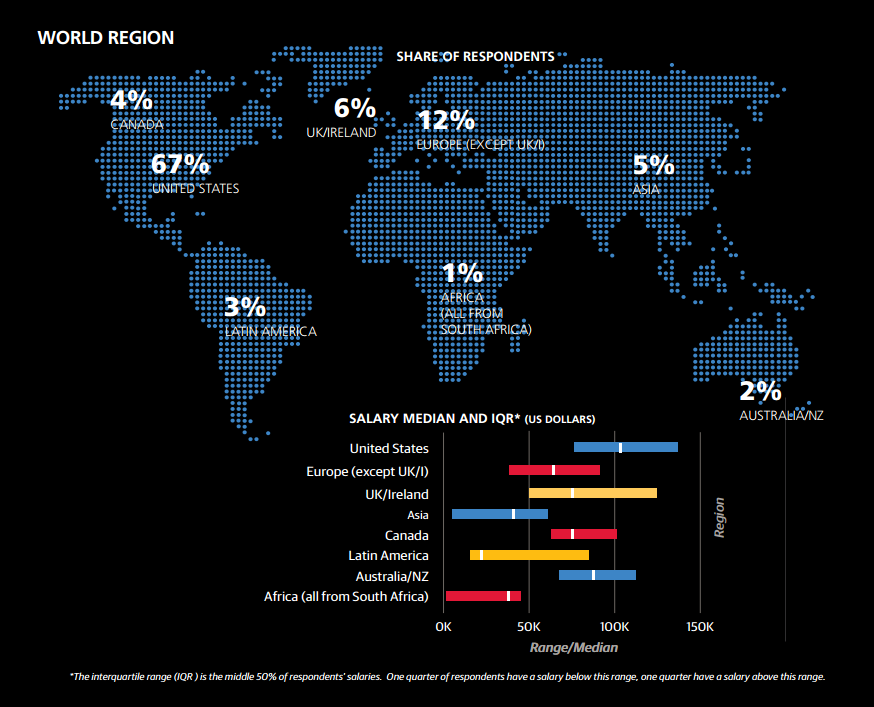 WORLD REGION
SHARE OF RESPONDENTS
4%
CANADA
6%
UK/IRELAND
12%
EUROPE (EXCEPT UK/I)
67%
UNITED STATES
5%
ASIA
1%
AFRICA
(ALL FROM
SOUTH AFRICA)
3%
LATIN AMERICA
2%
AUSTRALIA/NZ
SALARY MEDIAN AND IQR* (US DOLLARS)
United States
Europe (except UK/I)
UK/Ireland
Asia
Canada
Latin America
Australia/NZ
Africa (all from South Africa)
Region
0K 50K 100K 150K
Range/Median
*The interquartile range (IQR ) is the middle 50% of respondents' salaries. One quarter of respondents have a salary below this range, one quarter have a salary above this range.